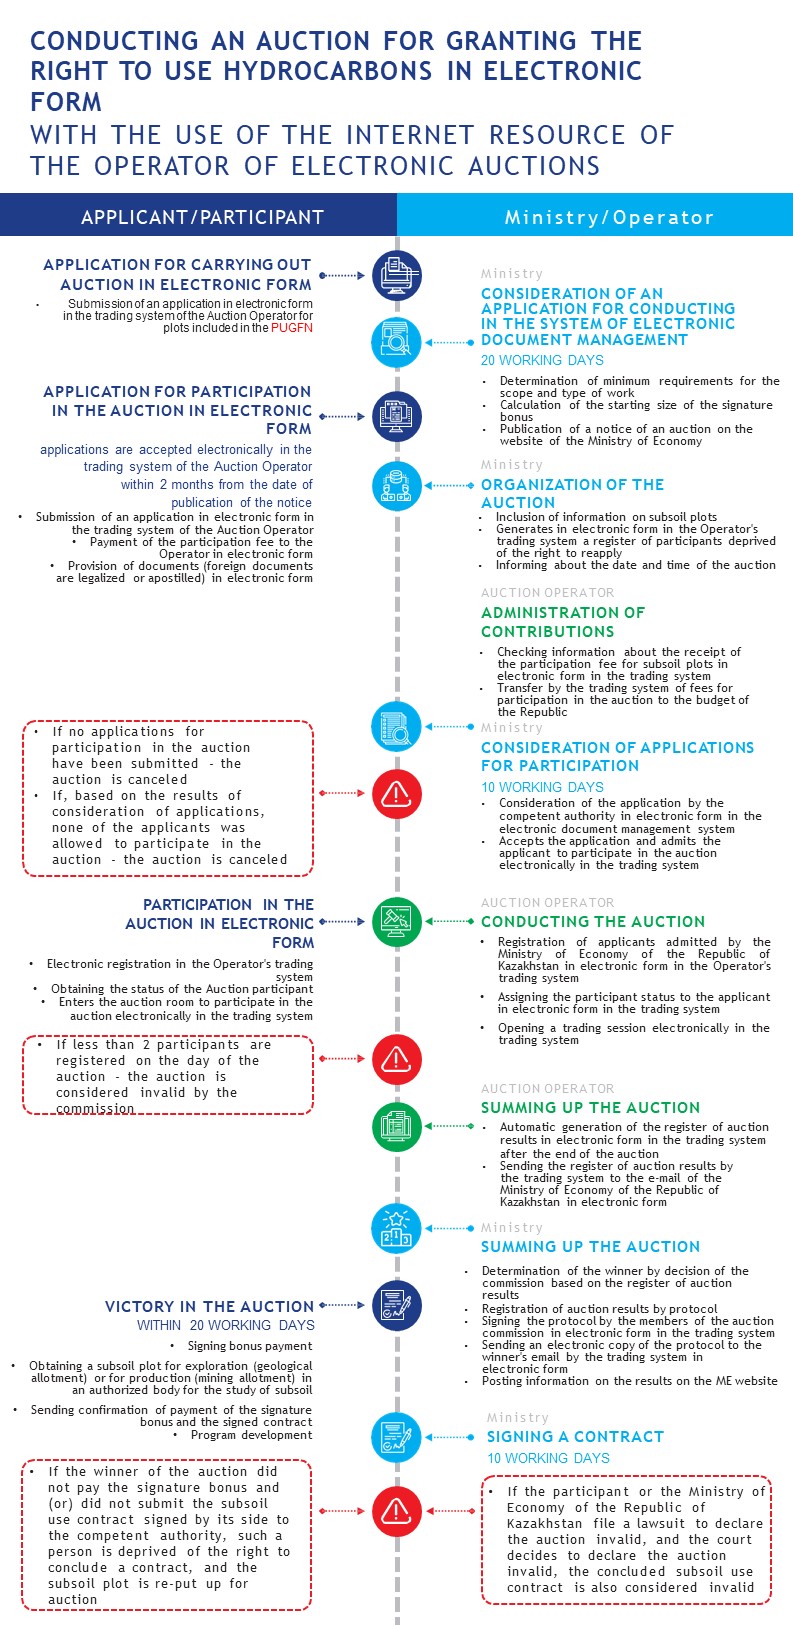 CONDUCTING AN AUCTION FOR GRANTING THE
RIGHT TO USE HYDROCARBONS IN ELECTRONIC
FORM
WITH THE USE OF THE INTERNET RESOURCE OF
THE OPERATOR OF ELECTRONIC AUCTIONS
APPLICANT/PARTICIPANT
Ministry/Operator
APPLICATION FOR CARRYING OUT
AUCTION IN ELECTRONIC FORM
• Submission of an application in electronic form
in the trading system of the Auction Operator for
plots included in the PUGFN
Ministry
CONSIDERATION OF AN
APPLICATION FOR CONDUCTING
IN THE SYSTEM OF ELECTRONIC
DOCUMENT MANAGEMENT
20 WORKING DAYS
• Determination of minimum requirements for the
scope and type of work
• Calculation of the starting size of the signature
bonus
• Publication of a notice of an auction on the
website of the Ministry of Economy
APPLICATION FOR PARTICIPATION
IN THE AUCTION IN ELECTRONIC
FORM
applications are accepted electronically in the
trading system of the Auction Operator
within 2 months from the date of
publication of the notice
• Submission of an application in electronic form in
the trading system of the Auction Operator
• Payment of the participation fee to the
Operator in electronic form
• Provision of documents (foreign documents
are legalized or apostilled) in electronic form
Ministry
ORGANIZATION OF THE
AUCTION
• Inclusion of information on subsoil plots
• Generates in electronic form in the Operator's
trading system a register of participants deprived
of the right to reapply
• Informing about the date and time of the auction
AUCTION OPERATOR
ADMINISTRATION OF
CONTRIBUTIONS
• Checking information about the receipt of
the participation fee for subsoil plots in
electronic form in the trading system
• Transfer by the trading system of fees for
participation in the auction to the budget of
the Republic
• If no applications for
participation in the auction
have been submitted - the
auction is canceled
• If, based on the results of
consideration of applications,
none of the applicants was
allowed to participate in the
auction - the auction is canceled
Ministry
CONSIDERATION OF APPLICATIONS
FOR PARTICIPATION
10 WORKING DAYS
• Consideration of the application by the
competent authority in electronic form in the
electronic document management system
• Accepts the application and admits the
applicant to participate in the auction
electronically in the trading system
PARTICIPATION IN THE
AUCTION IN ELECTRONIC
FORM
• Electronic registration in the Operator's trading
system
• Obtaining the status of the Auction participant
• Enters the auction room to participate in the
auction electronically in the trading system
AUCTION OPERATOR
CONDUCTING THE AUCTION
• Registration of applicants admitted by the
Ministry of Economy of the Republic of
Kazakhstan in electronic form in the Operator's
trading system
• Assigning the participant status to the applicant
in electronic form in the trading system
• Opening a trading session electronically in the
trading system
• If less than 2 participants are
registered on the day of the
auction - the auction is
considered invalid by the
commission
AUCTION OPERATOR
SUMMING UP THE AUCTION
• Automatic generation of the register of auction
results in electronic form in the trading system
after the end of the auction
• Sending the register of auction results by
the trading system to the e-mail of the
Ministry of Economy of the Republic of
Kazakhstan in electronic form
Ministry
SUMMING UP THE AUCTION
• Determination of the winner by decision of the
commission based on the register of auction
results
• Registration of auction results by protocol
• Signing the protocol by the members of the auction
commission in electronic form in the trading system
• Sending an electronic copy of the protocol to the
winner's email by the trading system in
electronic form
• Posting information on the results on the ME website
VICTORY IN THE AUCTION
WITHIN 20 WORKING DAYS
• Signing bonus payment
• Obtaining a subsoil plot for exploration (geological
allotment) or for production (mining allotment) in
an authorized body for the study of subsoil
• Sending confirmation of payment of the signature
bonus and the signed contract
• Program development
Ministry
SIGNING A CONTRACT
10 WORKING DAYS
• If the winner of the auction did
not pay the signature bonus and
(or) did not submit the subsoil
use contract signed by its side to
the competent authority, such a
person is deprived of the right to
conclude a contract, and the
subsoil plot is re-put up for
auction
• If the participant or the Ministry of
Economy of the Republic of
Kazakhstan file a lawsuit to declare
the auction invalid, and the court
decides to declare the auction
invalid, the concluded subsoil use
contract is also considered invalid